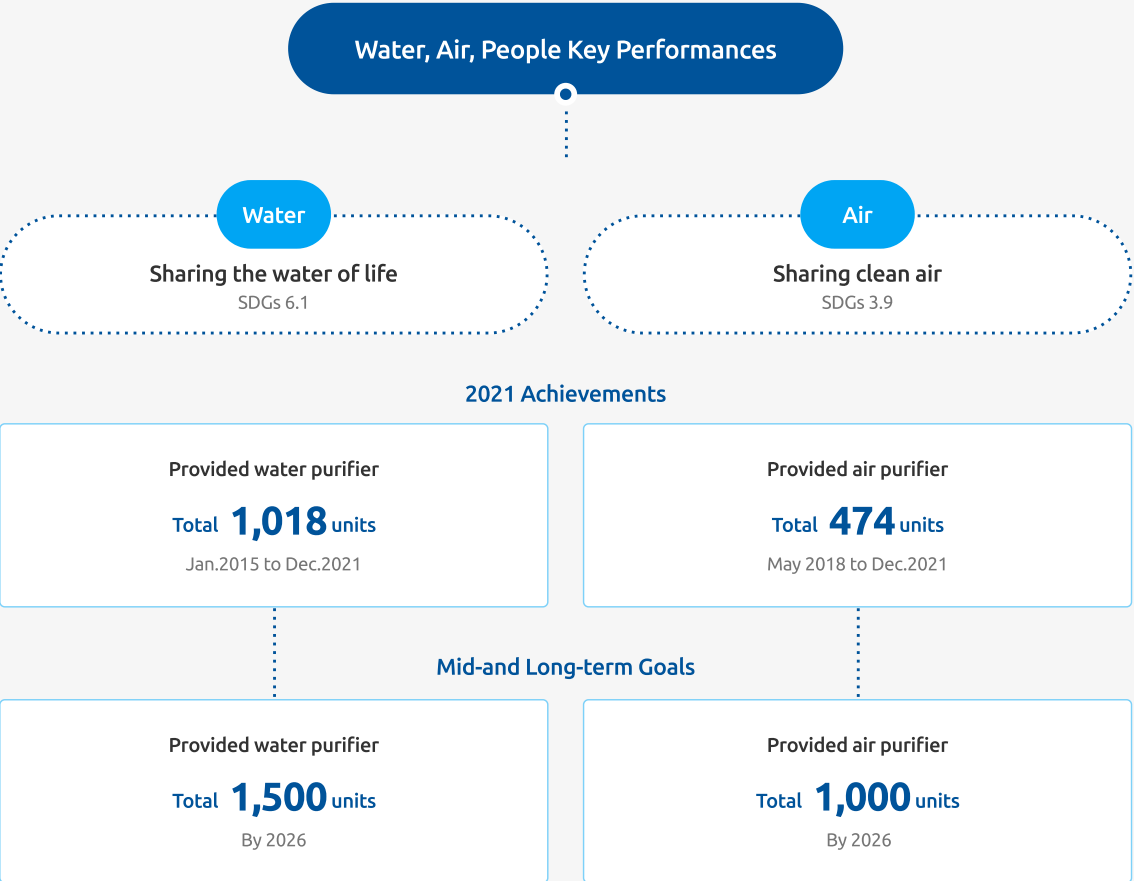 Water, Air, People Key Performances
Water
Sharing the water of life
SDGs 6.1
Air
Sharing clean air
SDGs 3.9
2021 Achievements
Provided water purifier
Total 1,018 units
Jan.2015 to Dec.2021
Provided air purifier
Total 474 units
May 2018 to Dec.2021
Mid-and Long-term Goals
Provided water purifier
Total 1,500 units
By 2026
Provided air purifier
Total 1,000 units
By 2026